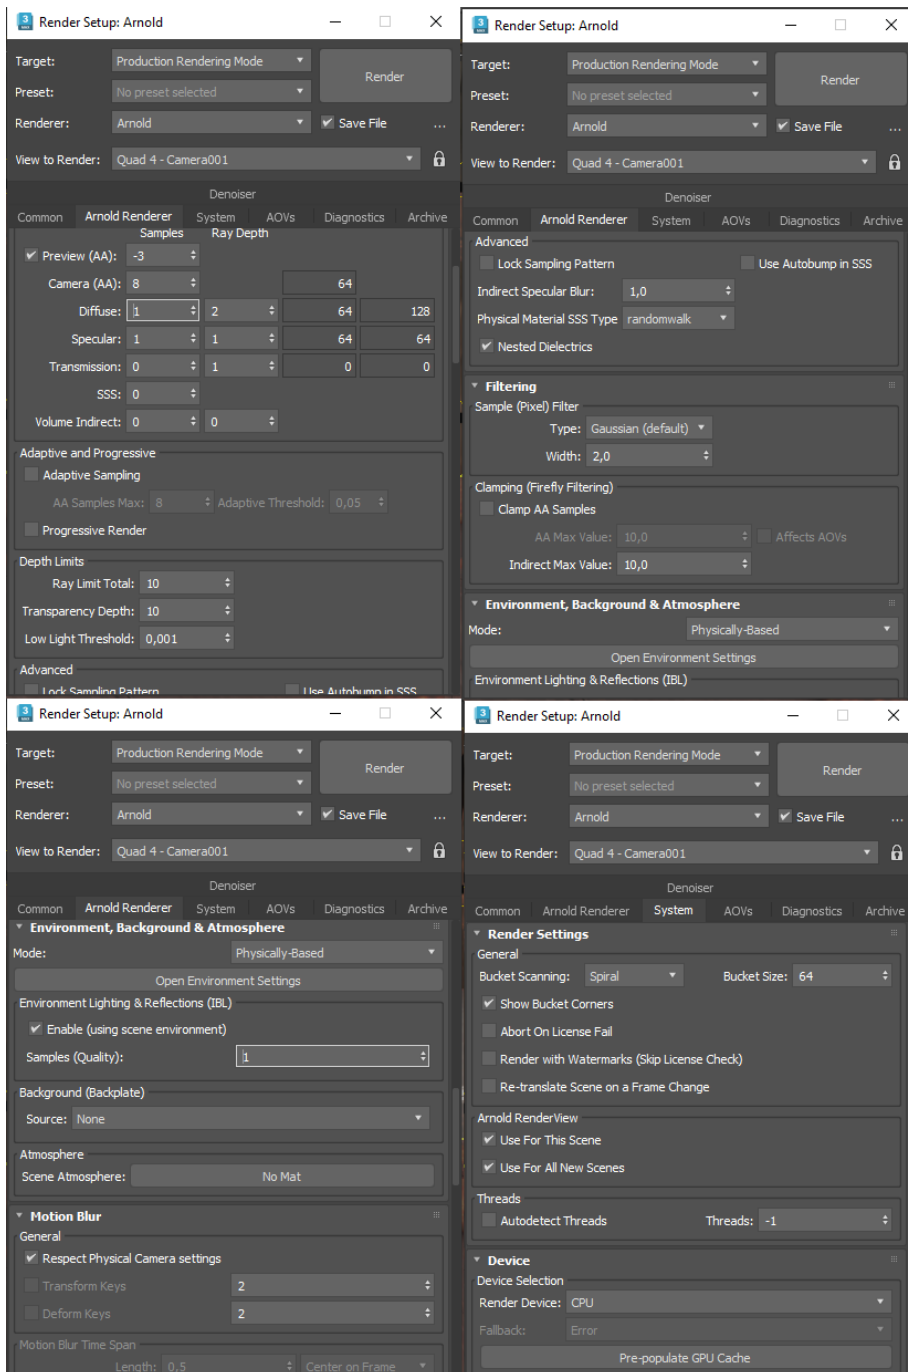 Render Setup: Arnold
Target: Production Rendering Mode
Render
Preset: No preset selected
Renderer: Arnold Save File ...
View to Render: Quad 4 - Camera001
Denoiser
Common Arnold Renderer System AOVs Diagnostics Archive
Samples Ray Depth
Preview (AA): -3
Camera (AA): 8 64
Diffuse: 1 2 64 128
Specular: 1 1 64 64
Transmission: 0 1 0 0
SSS: 0
Volume Indirect: 0 0
Adaptive and Progressive
Adaptive Sampling
AA Samples Max: 8 Adaptive Threshold: 0,05
Progressive Render
Depth Limits
Ray Limit Total: 10
Transparency Depth: 10
Low Light Threshold: 0,001
Advanced
Lock Sampling Pattern Use Autobump in SSS
Render Setup: Arnold
Target: Production Rendering Mode
Render
Preset: No preset selected
Renderer: Arnold Save File ...
View to Render: Quad 4 - Camera001
Denoiser
Common Arnold Renderer System AOVs Diagnostics Archive
Advanced
Lock Sampling Pattern Use Autobump in SSS
Indirect Specular Blur: 1,0
Physical Material SSS Type randomwalk
Nested Dielectrics
Filtering
Sample (Pixel) Filter
Type: Gaussian (default)
Width: 2,0
Clamping (Firefly Filtering)
Clamp AA Samples
AA Max Value: 10,0 Affects AOVs
Indirect Max Value: 10,0
Environment, Background & Atmosphere
Mode: Physically-Based
Open Environment Settings
Environment Lighting & Reflections (IBL)
Render Setup: Arnold
Target: Production Rendering Mode
Render
Preset: No preset selected
Renderer: Arnold Save File ...
View to Render: Quad 4 - Camera001
Denoiser
Common Arnold Renderer System AOVs Diagnostics Archive
Environment, Background & Atmosphere
Mode: Physically-Based
Open Environment Settings
Environment Lighting & Reflections (IBL)
Enable (using scene environment)
Samples (Quality): 1
Background (Backplate)
Source: None
Atmosphere
Scene Atmosphere: No Mat
Motion Blur
General
Respect Physical Camera settings
Transform Keys 2
Deform Keys 2
Motion Blur Time Span
Length: 0,5 Center on Frame
Render Setup: Arnold
Target: Production Rendering Mode
Render
Preset: No preset selected
Renderer: Arnold Save File ...
View to Render: Quad 4 - Camera001
Denoiser
Common Arnold Renderer System AOVs Diagnostics Archive
Render Settings
General
Bucket Scanning: Spiral Bucket Size: 64
Show Bucket Corners
Abort On License Fail
Render with Watermarks (Skip License Check)
Re-translate Scene on a Frame Change
Arnold RenderView
Use For This Scene
Use For All New Scenes
Threads
Autodetect Threads Threads: -1
Device
Device Selection
Render Device: CPU
Fallback: Error
Pre-populate GPU Cache